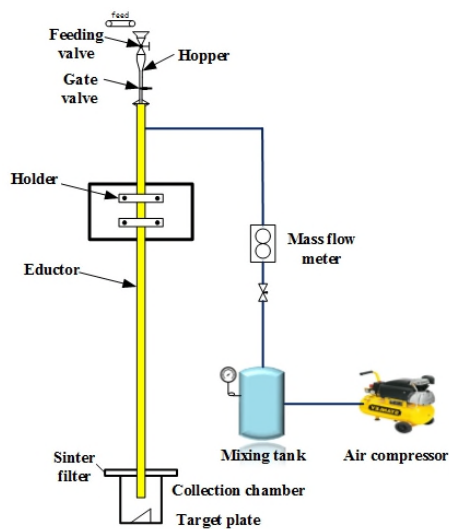 feed
Feeding
valve
Hopper
Gate
valve
Holder
Mass flow
meter
Eductor
Mixing tank
Air compressor
Sinter
filter
Collection chamber
Target plate